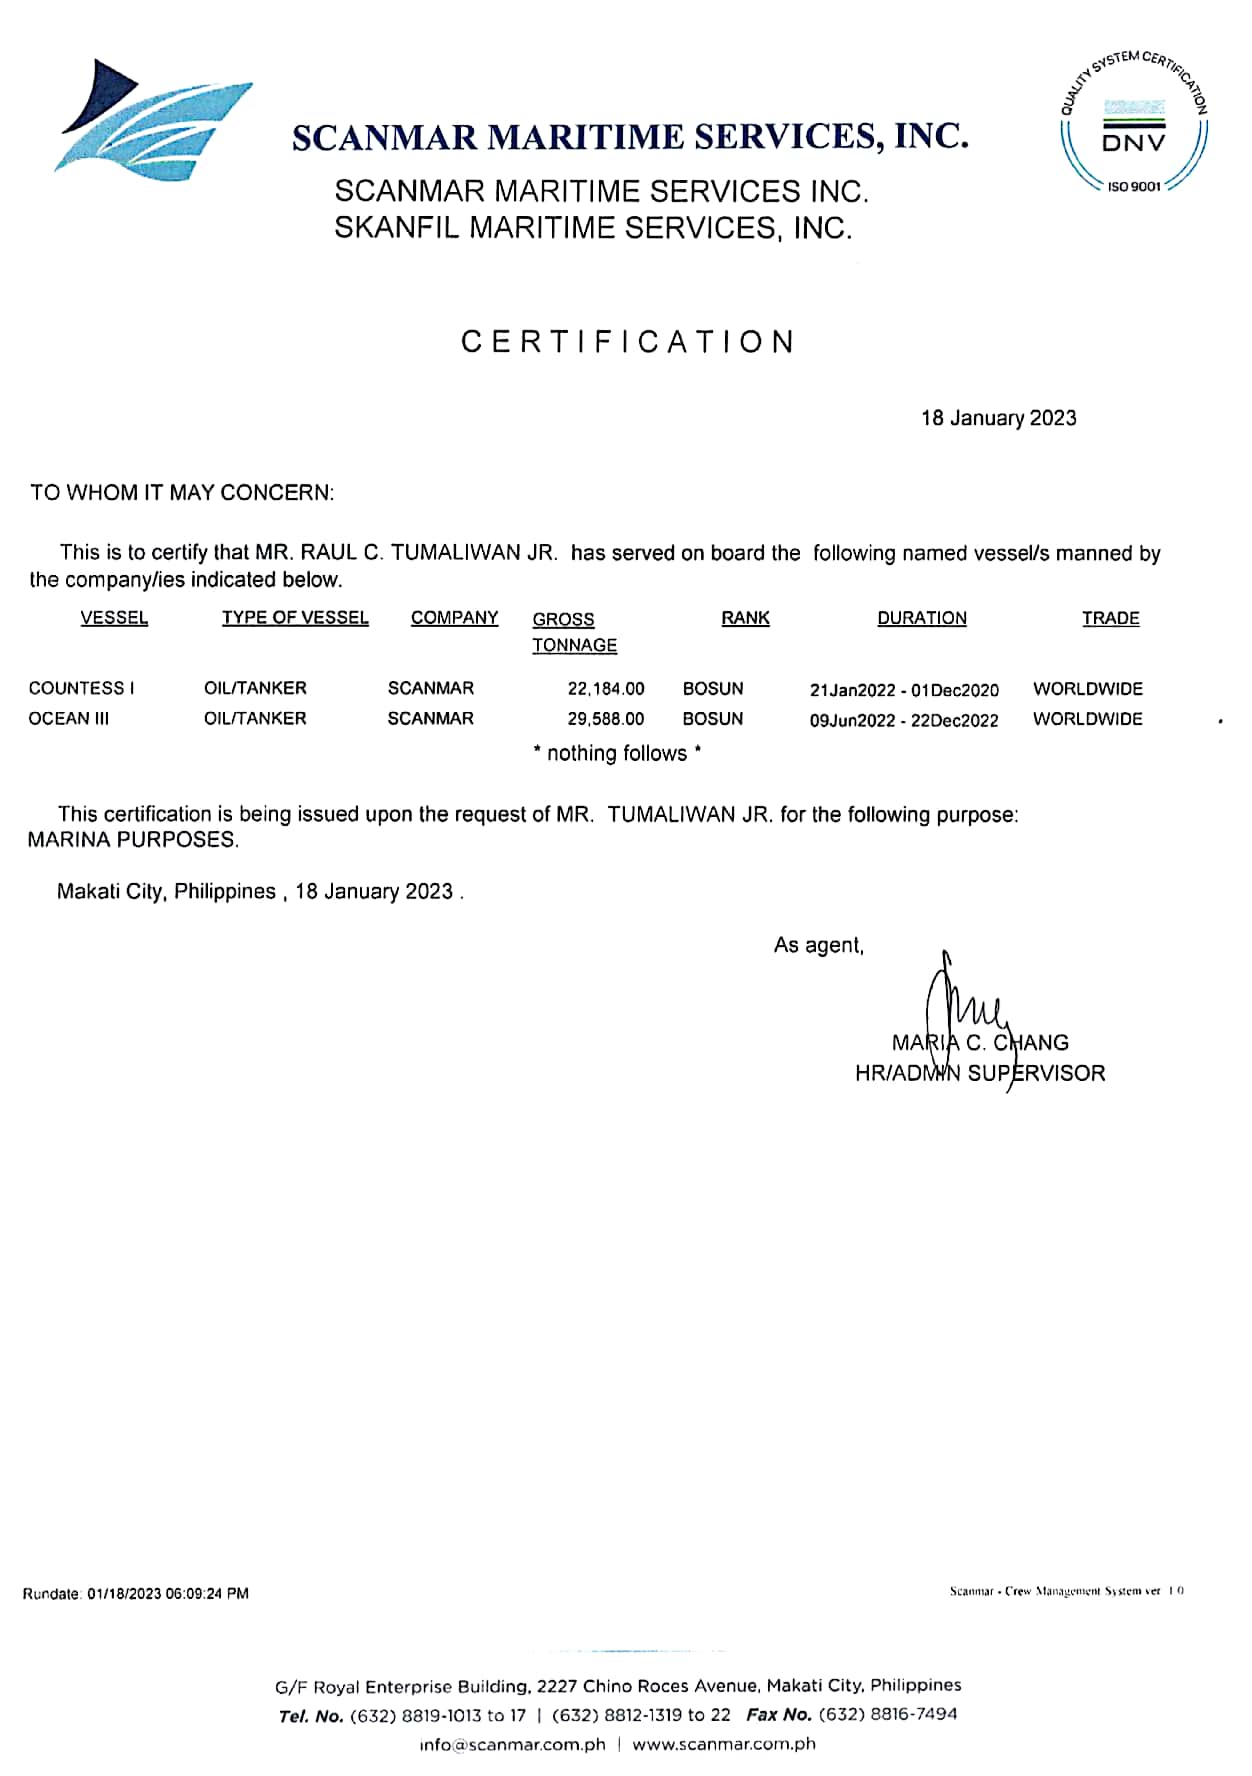 QUALITY SYSTEM CERTIFICATION
DNV
ISO 9001
SCANMAR MARITIME SERVICES, INC.
SCANMAR MARITIME SERVICES INC.
SKANFIL MARITIME SERVICES, INC.
CERTIFICATION
18 January 2023
TO WHOM IT MAY CONCERN:
This is to certify that MR. RAUL C. TUMALIWAN JR. has served on board the following named vessel/s manned by
the company/ies indicated below.
VESSEL TYPE OF VESSEL COMPANY GROSS TONNAGE RANK DURATION TRADE
COUNTESS I OIL/TANKER SCANMAR 22,184.00 BOSUN 21Jan2022 - 01Dec2020 WORLDWIDE
OCEAN III OIL/TANKER SCANMAR 29,588.00 BOSUN 09Jun2022 - 22Dec2022 WORLDWIDE
* nothing follows *
This certification is being issued upon the request of MR. TUMALIWAN JR. for the following purpose:
MARINA PURPOSES.
Makati City, Philippines , 18 January 2023 .
As agent,
MARIA C. CHANG
HR/ADMIN SUPERVISOR
Rundate: 01/18/2023 06:09:24 PM
Scanmar - Crew Management System ver 1.0
G/F Royal Enterprise Building, 2227 Chino Roces Avenue, Makati City, Philippines
Tel. No. (632) 8819-1013 to 17 | (632) 8812-1319 to 22 Fax No. (632) 8816-7494
info@scanmar.com.ph | www.scanmar.com.ph